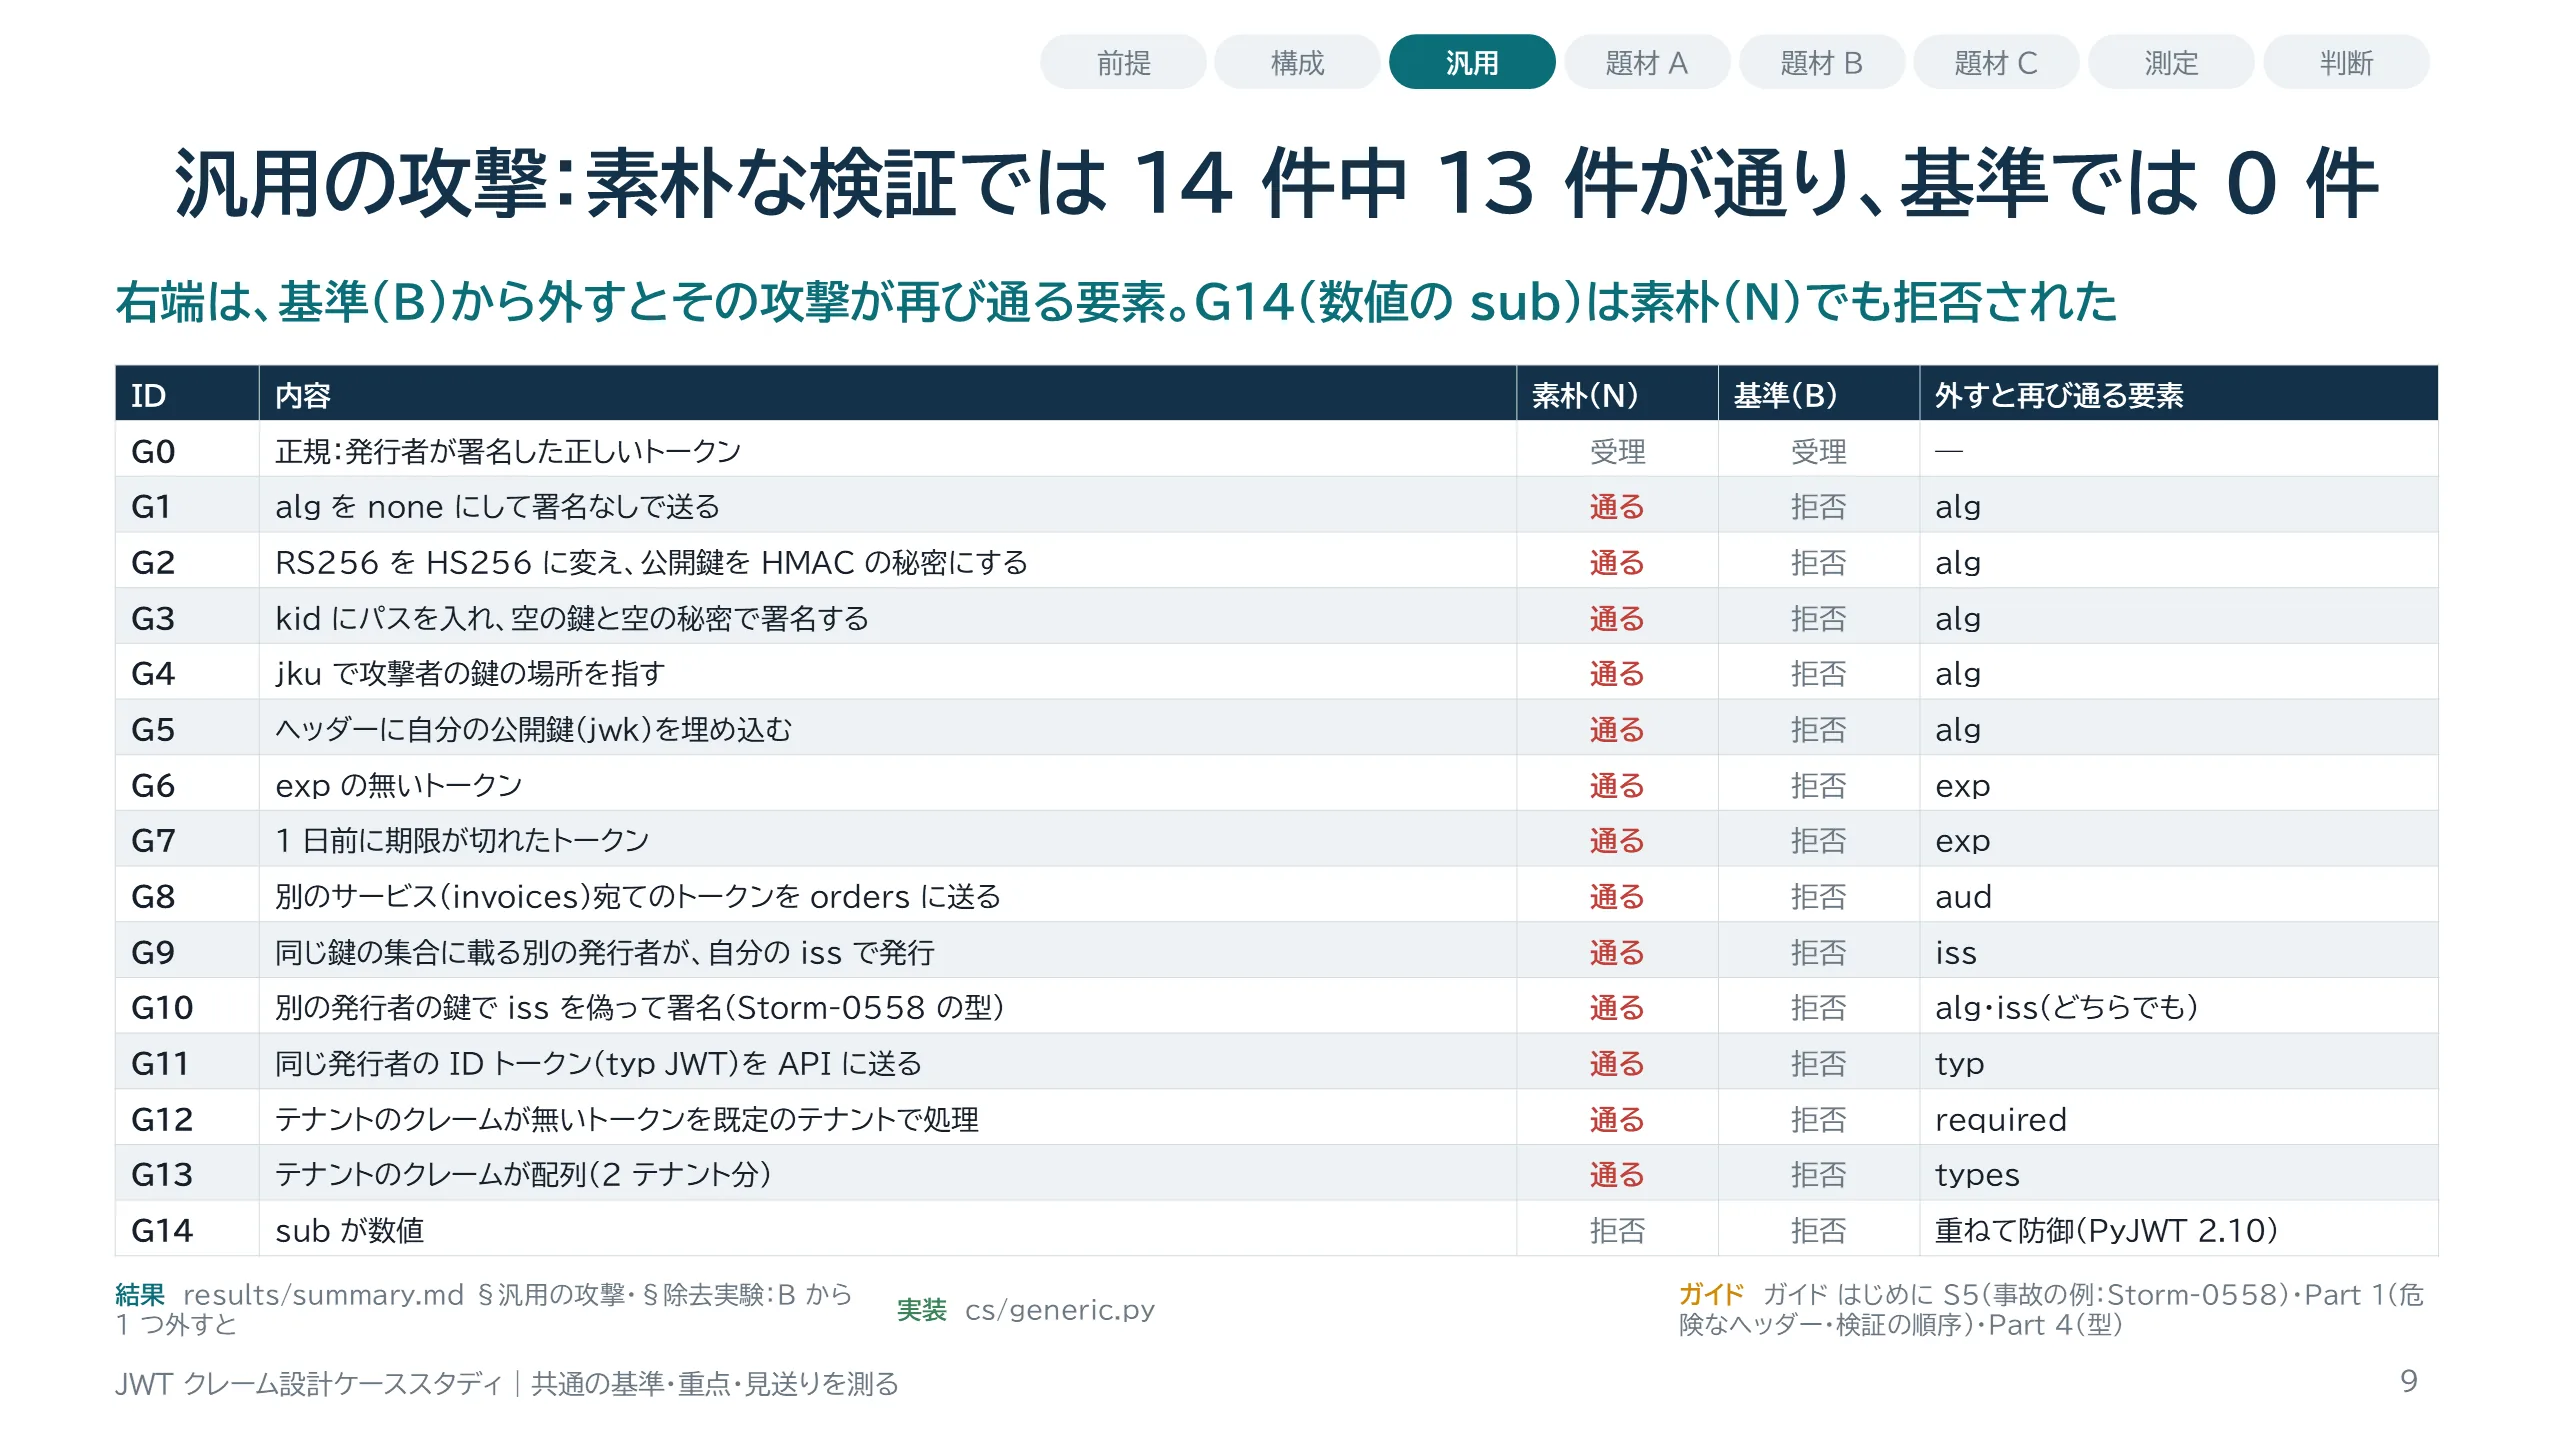 前提 構成 汎用 題材 A 題材 B 題材 C 測定 判断
汎用の攻撃：素朴な検証では 14 件中 13 件が通り、基準では 0 件
右端は、基準（B）から外すとその攻撃が再び通る要素。G14（数値の sub）は素朴（N）でも拒否された
ID 内容 素朴（N） 基準（B） 外すと再び通る要素
G0 正規：発行者が署名した正しいトークン 受理 受理 —
G1 alg を none にして署名なしで送る 通る 拒否 alg
G2 RS256 を HS256 に変え、公開鍵を HMAC の秘密にする 通る 拒否 alg
G3 kid にパスを入れ、空の鍵と空の秘密で署名する 通る 拒否 alg
G4 jku で攻撃者の鍵の場所を指す 通る 拒否 alg
G5 ヘッダーに自分の公開鍵（jwk）を埋め込む 通る 拒否 alg
G6 exp の無いトークン 通る 拒否 exp
G7 1 日前に期限が切れたトークン 通る 拒否 exp
G8 別のサービス（invoices）宛てのトークンを orders に送る 通る 拒否 aud
G9 同じ鍵の集合に載る別の発行者が、自分の iss で発行 通る 拒否 iss
G10 別の発行者の鍵で iss を偽って署名（Storm-0558 の型） 通る 拒否 alg・iss（どちらでも）
G11 同じ発行者の ID トークン（typ JWT）を API に送る 通る 拒否 typ
G12 テナントのクレームが無いトークンを既定のテナントで処理 通る 拒否 required
G13 テナントのクレームが配列（2 テナント分） 通る 拒否 types
G14 sub が数値 拒否 拒否 重ねて防御（PyJWT 2.10）
結果 results/summary.md §汎用の攻撃・§除去実験：B から
1 つ外すと
実装 cs/generic.py
ガイド ガイド はじめに S5（事故の例：Storm-0558）・Part 1（危
険なヘッダー・検証の順序）・Part 4（型）
JWT クレーム設計ケーススタディ｜共通の基準・重点・見送りを測る
9